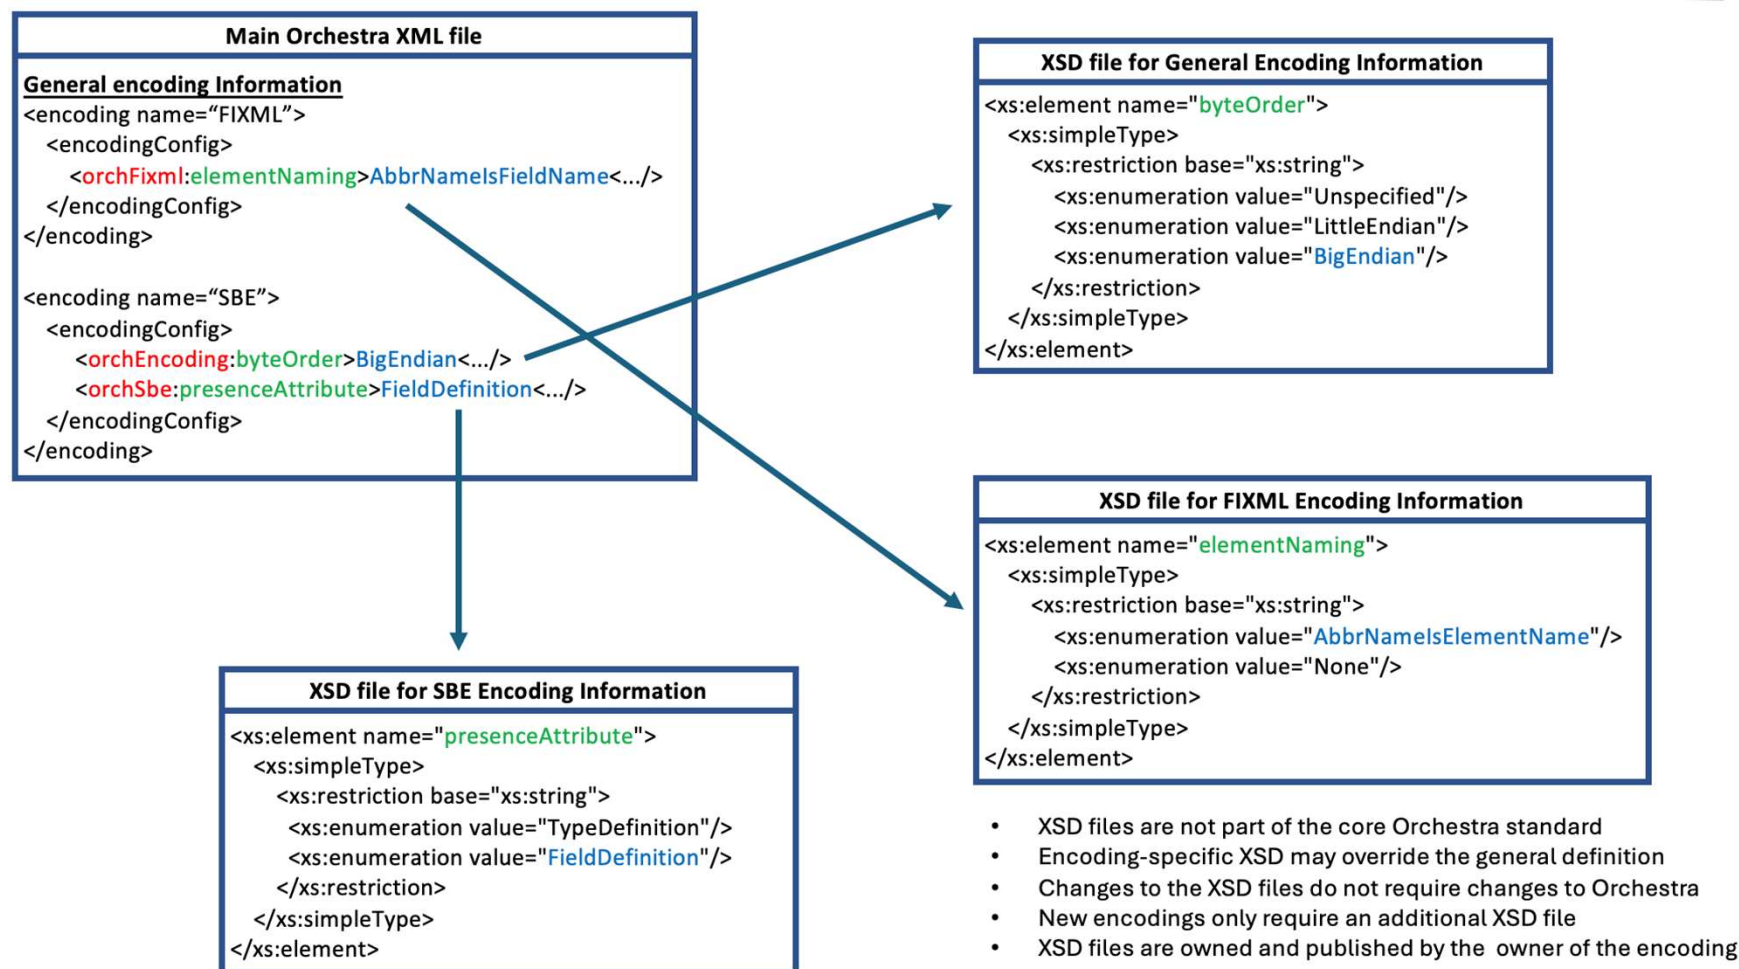 Main Orchestra XML file
General encoding Information
<encoding name=“FIXML”>
<encodingConfig>
<orchFixml:elementNaming>AbbrNameIsFieldName<.../>
</encodingConfig>
</encoding>
<encoding name=“SBE”>
<encodingConfig>
<orchEncoding:byteOrder>BigEndian<.../>
<orchSbe:presenceAttribute>FieldDefinition<.../>
</encodingConfig>
</encoding>
XSD file for General Encoding Information
<xs:element name="byteOrder">
<xs:simpleType>
<xs:restriction base="xs:string">
<xs:enumeration value="Unspecified"/>
<xs:enumeration value="LittleEndian"/>
<xs:enumeration value="BigEndian"/>
</xs:restriction>
</xs:simpleType>
</xs:element>
XSD file for FIXML Encoding Information
<xs:element name="elementNaming">
<xs:simpleType>
<xs:restriction base="xs:string">
<xs:enumeration value="AbbrNameIsElementName"/>
<xs:enumeration value="None"/>
</xs:restriction>
</xs:simpleType>
</xs:element>
XSD file for SBE Encoding Information
<xs:element name="presenceAttribute">
<xs:simpleType>
<xs:restriction base="xs:string">
<xs:enumeration value="TypeDefinition"/>
<xs:enumeration value="FieldDefinition"/>
</xs:restriction>
</xs:simpleType>
</xs:element>
• XSD files are not part of the core Orchestra standard
• Encoding-specific XSD may override the general definition
• Changes to the XSD files do not require changes to Orchestra
• New encodings only require an additional XSD file
• XSD files are owned and published by the owner of the encoding